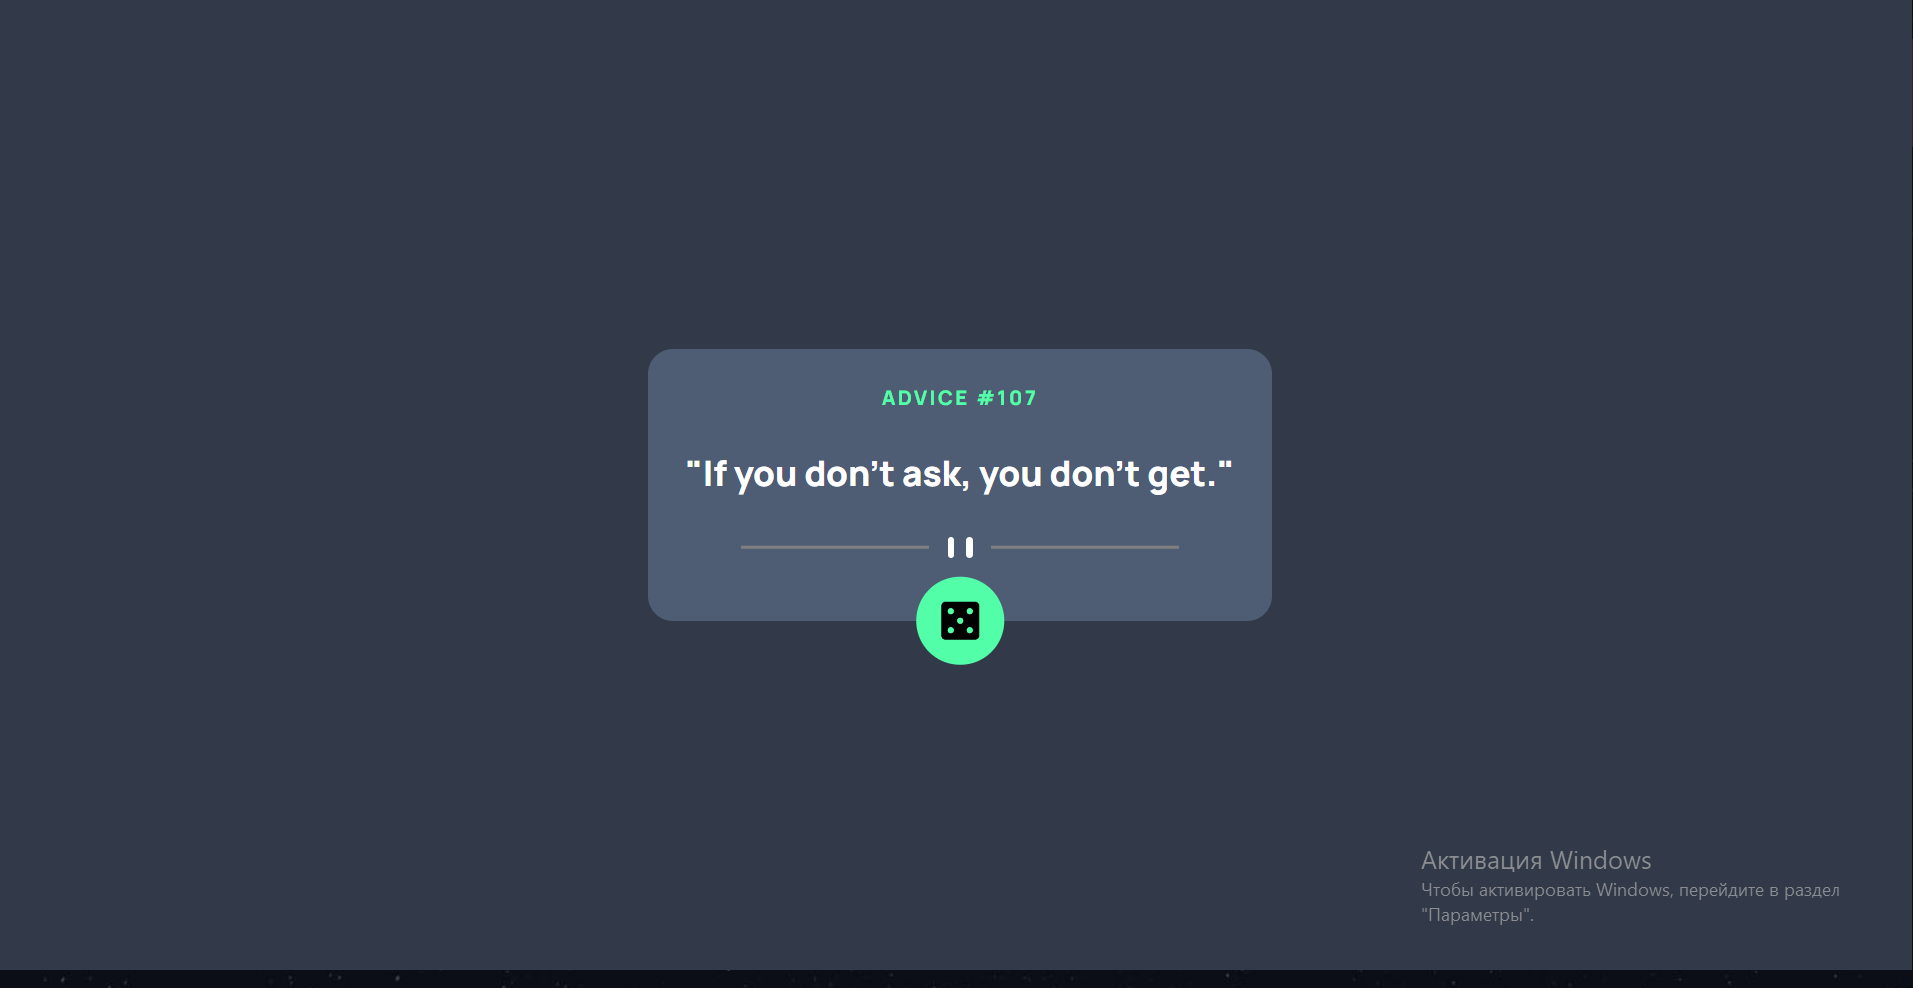 ADVICE #107
"If you don’t ask, you don’t get."
Активация Windows
Чтобы активировать Windows, перейдите в раздел
"Параметры".